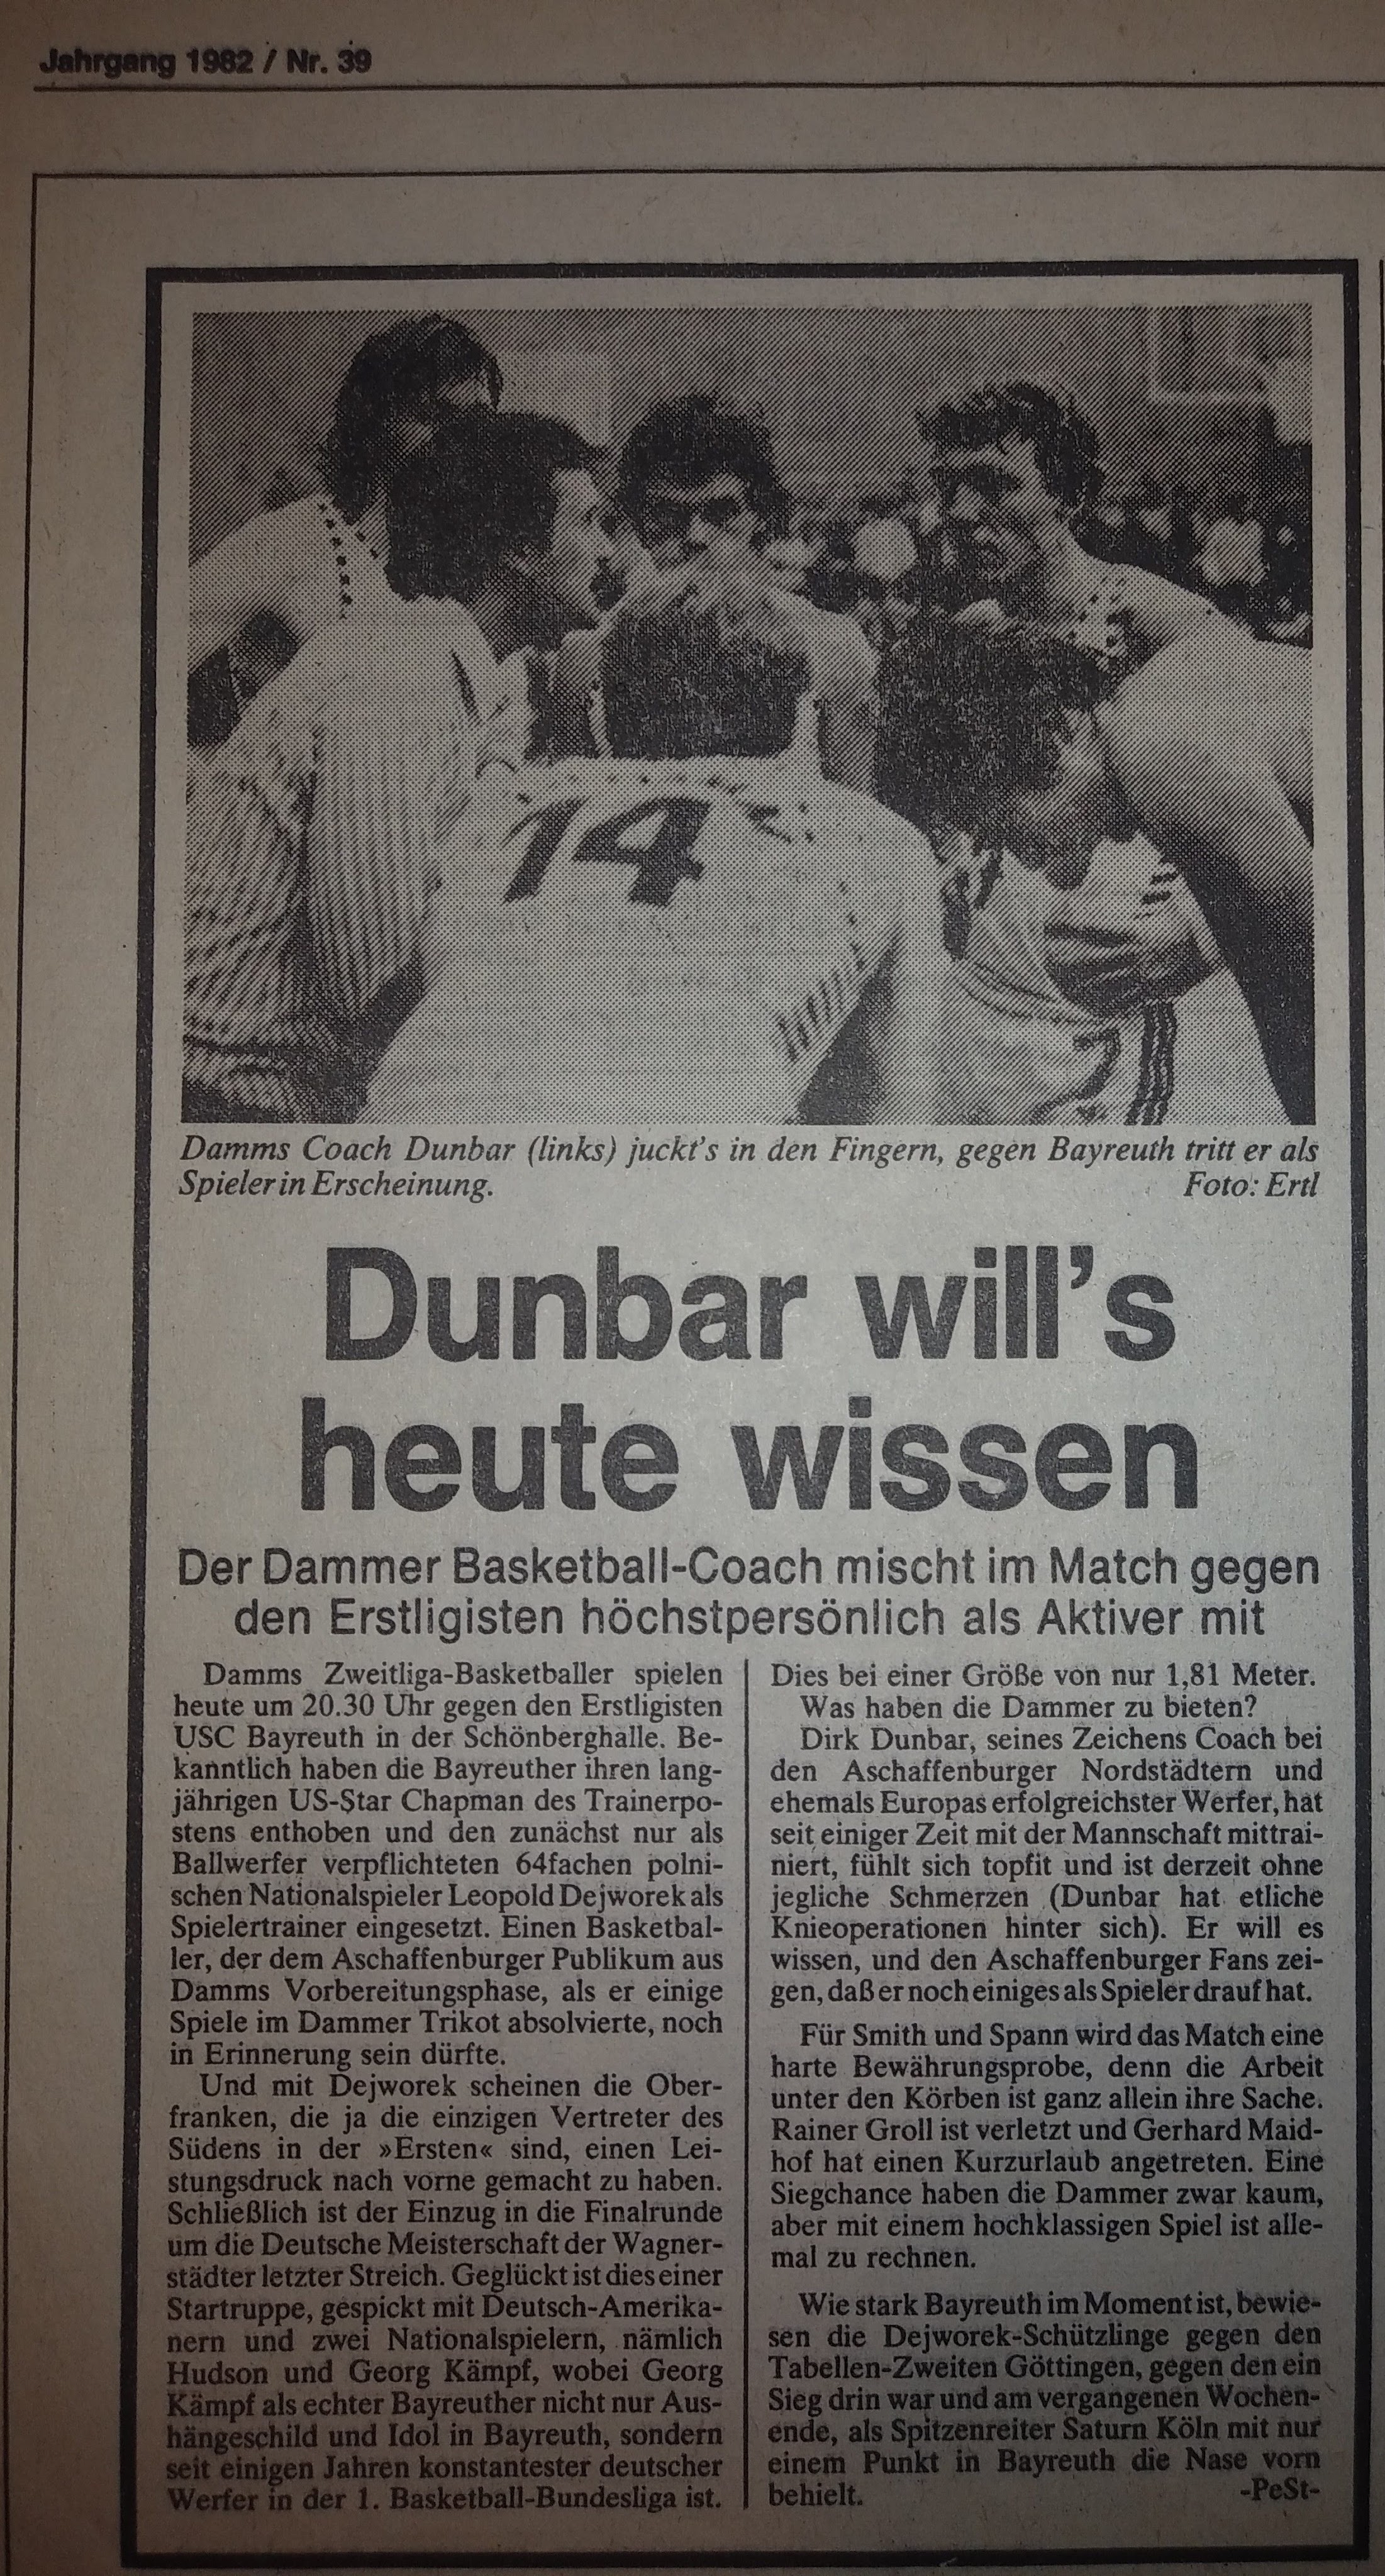 Jahrgang 1982 / Nr. 39
14
Damms Coach Dunbar (links) juckt's in den Fingern, gegen Bayreuth tritt er als
Spieler in Erscheinung. Foto: Ertl
Dunbar will's
heute wissen
Der Dammer Basketball-Coach mischt im Match gegen
den Erstligisten höchstpersönlich als Aktiver mit
Damms Zweitliga-Basketballer spielen
heute um 20.30 Uhr gegen den Erstligisten
USC Bayreuth in der Schönberghalle. Be-
kanntlich haben die Bayreuther ihren lang-
jährigen US-Star Chapman des Trainerpo-
stens enthoben und den zunächst nur als
Ballwerfer verpflichteten 64fachen polni-
schen Nationalspieler Leopold Dejworek als
Spielertrainer eingesetzt. Einen Basketbal-
ler, der dem Aschaffenburger Publikum aus
Damms Vorbereitungsphase, als er einige
Spiele im Dammer Trikot absolvierte, noch
in Erinnerung sein dürfte.
Und mit Dejworek scheinen die Ober-
franken, die ja die einzigen Vertreter des
Südens in der »Ersten« sind, einen Lei-
stungsdruck nach vorne gemacht zu haben.
Schließlich ist der Einzug in die Finalrunde
um die Deutsche Meisterschaft der Wagner-
städter letzter Streich. Geglückt ist dies einer
Startruppe, gespickt mit Deutsch-Amerika-
nern und zwei Nationalspielern, nämlich
Hudson und Georg Kämpf, wobei Georg
Kämpf als echter Bayreuther nicht nur Aus-
hängeschild und Idol in Bayreuth, sondern
seit einigen Jahren konstantester deutscher
Werfer in der 1. Basketball-Bundesliga ist.
Dies bei einer Größe von nur 1,81 Meter.
Was haben die Dammer zu bieten?
Dirk Dunbar, seines Zeichens Coach bei
den Aschaffenburger Nordstädtern und
ehemals Europas erfolgreichster Werfer, hat
seit einiger Zeit mit der Mannschaft mittrai-
niert, fühlt sich topfit und ist derzeit ohne
jegliche Schmerzen (Dunbar hat etliche
Knieoperationen hinter sich). Er will es
wissen, und den Aschaffenburger Fans zei-
gen, daß er noch einiges als Spieler drauf hat.
Für Smith und Spann wird das Match eine
harte Bewährungsprobe, denn die Arbeit
unter den Körben ist ganz allein ihre Sache.
Rainer Groll ist verletzt und Gerhard Maid-
hof hat einen Kurzurlaub angetreten. Eine
Siegchance haben die Dammer zwar kaum,
aber mit einem hochklassigen Spiel ist alle-
mal zu rechnen.
Wie stark Bayreuth im Moment ist, bewie-
sen die Dejworek-Schützlinge gegen den
Tabellen-Zweiten Göttingen, gegen den ein
Sieg drin war und am vergangenen Wochen-
ende, als Spitzenreiter Saturn Köln mit nur
einem Punkt in Bayreuth die Nase vorn
behielt. -PeSt-